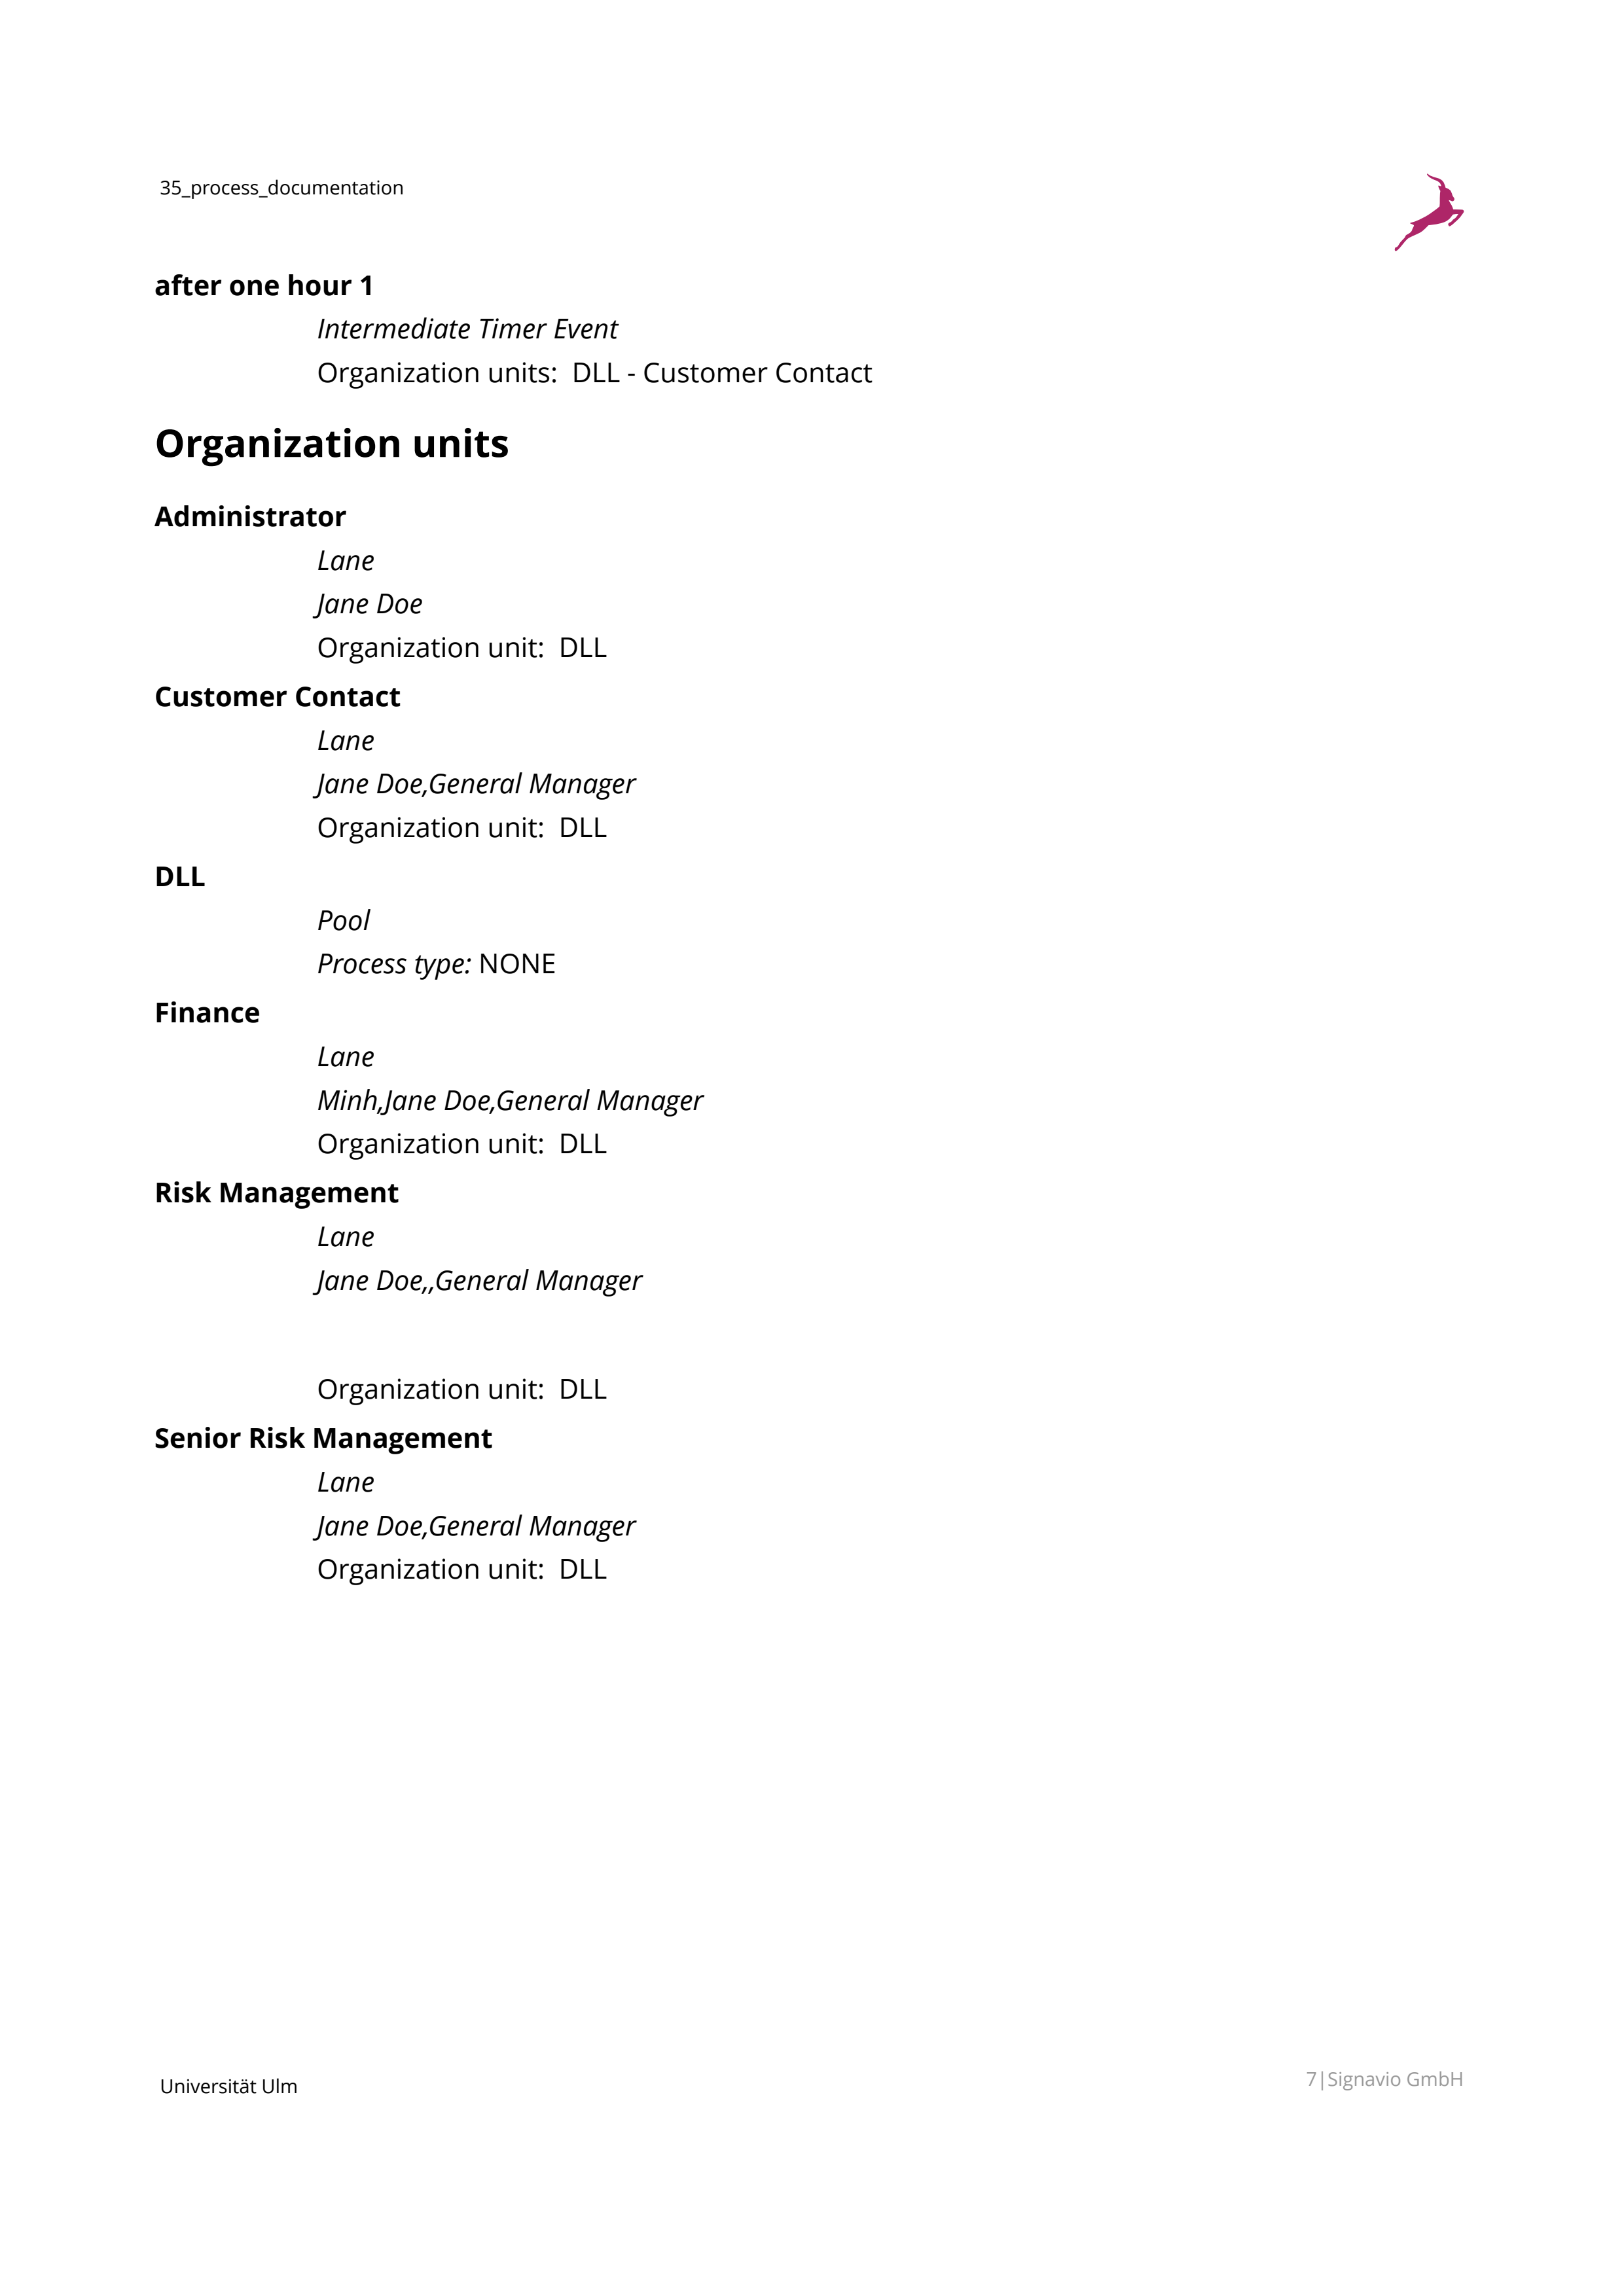 35_process_documentation
after one hour 1
Intermediate Timer Event
Organization units:  DLL - Customer Contact
Organization units
Administrator
Lane
Jane Doe
Organization unit:  DLL
Customer Contact
Lane
Jane Doe,General Manager
Organization unit:  DLL
DLL
Pool
Process type: NONE
Finance
Lane
Minh,Jane Doe,General Manager
Organization unit:  DLL
Risk Management
Lane
Jane Doe,,General Manager
Organization unit:  DLL
Senior Risk Management
Lane
Jane Doe,General Manager
Organization unit:  DLL
Universität Ulm
7|Signavio GmbH